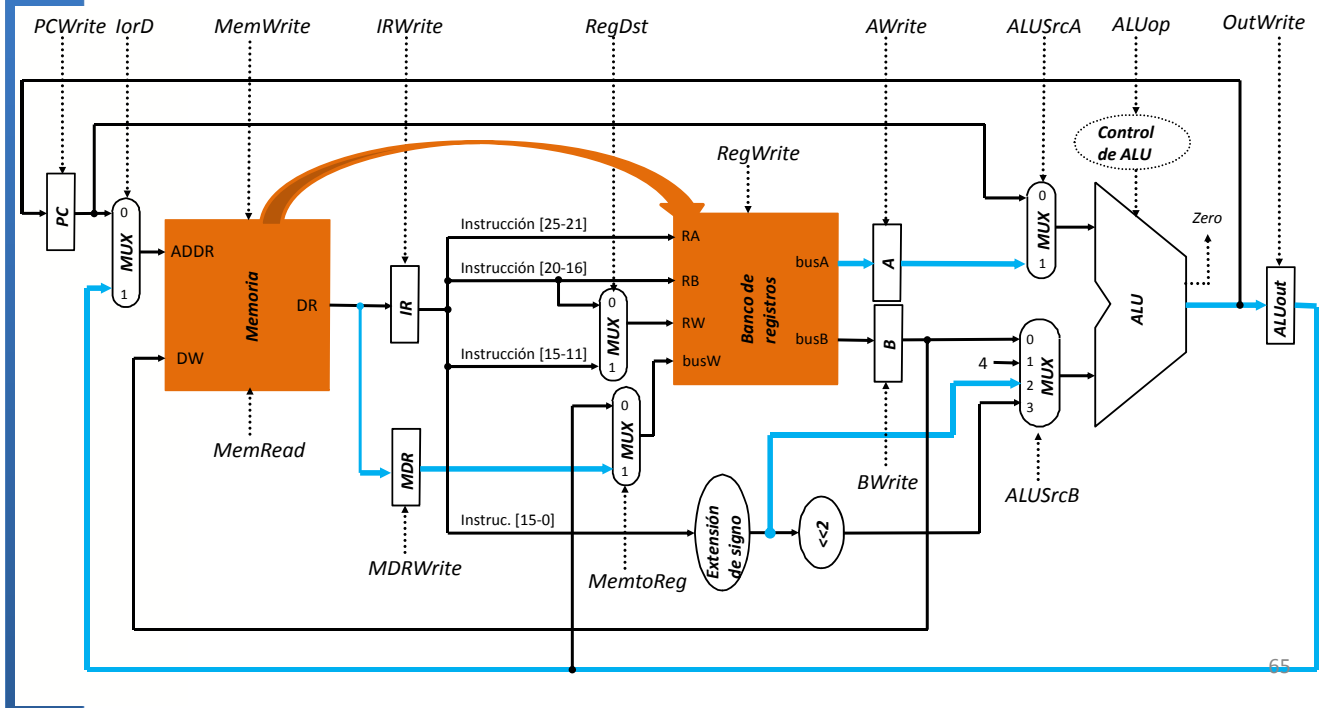 PCWrite IorD MemWrite IRWrite RegDst AWrite ALUSrcA ALUop OutWrite
Control
de ALU
RegWrite
PC
0
MUX
1
ADDR
Memoria
DR
DW
IR
Instrucción [25-21]
Instrucción [20-16]
Instrucción [15-11]
0
MUX
1
RA
RB
RW
busW
Banco de
registros
busA
busB
A
B
0
MUX
1
Zero
ALU
ALUout
4
0
1
2
3
MUX
MemRead
MDR
0
MUX
1
BWrite
ALUSrcB
Instruc. [15-0]
Extensión
de signo
<<2
MDRWrite
MemtoReg
65